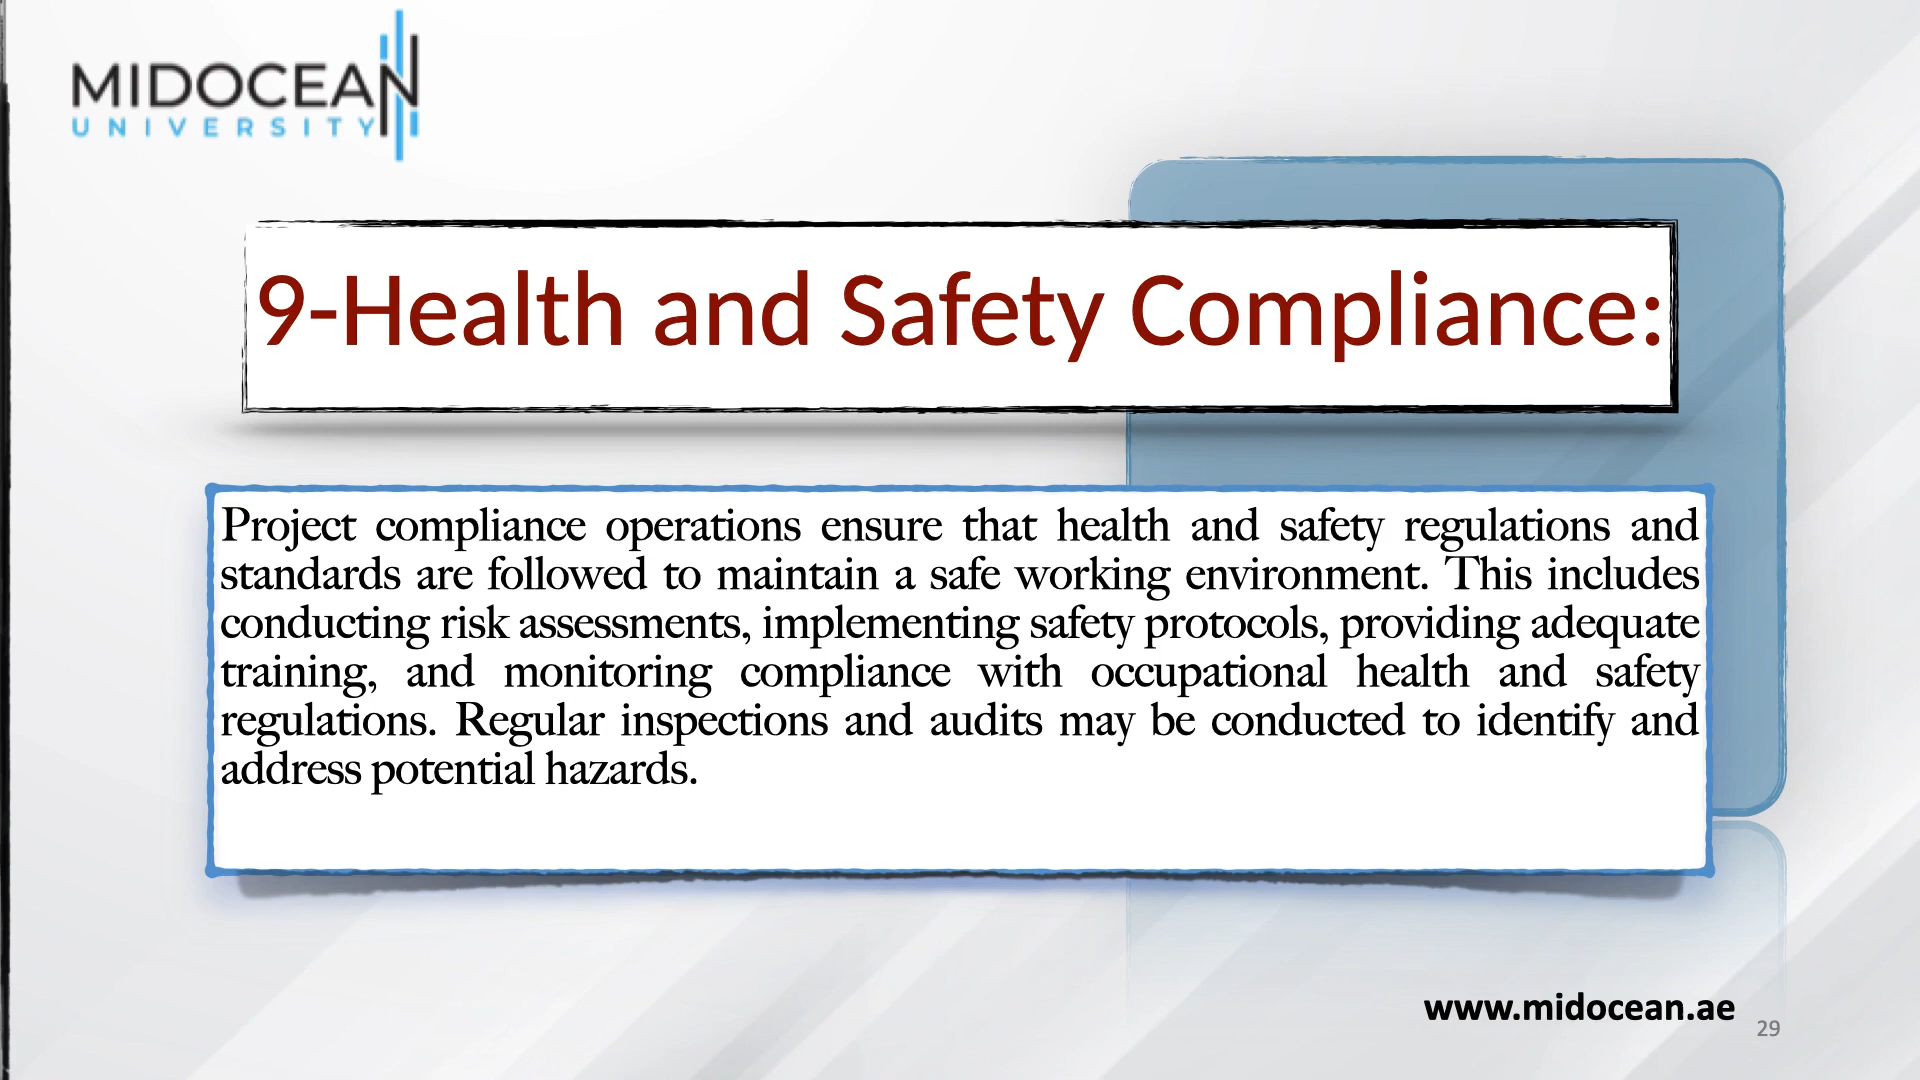 MIDOCEAN
UNIVERSITY
9-Health and Safety Compliance:
Project compliance operations ensure that health and safety regulations and
standards are followed to maintain a safe working environment. This includes
conducting risk assessments, implementing safety protocols, providing adequate
training, and monitoring compliance with occupational health and safety
regulations. Regular inspections and audits may be conducted to identify and
address potential hazards.
www.midocean.ae
29